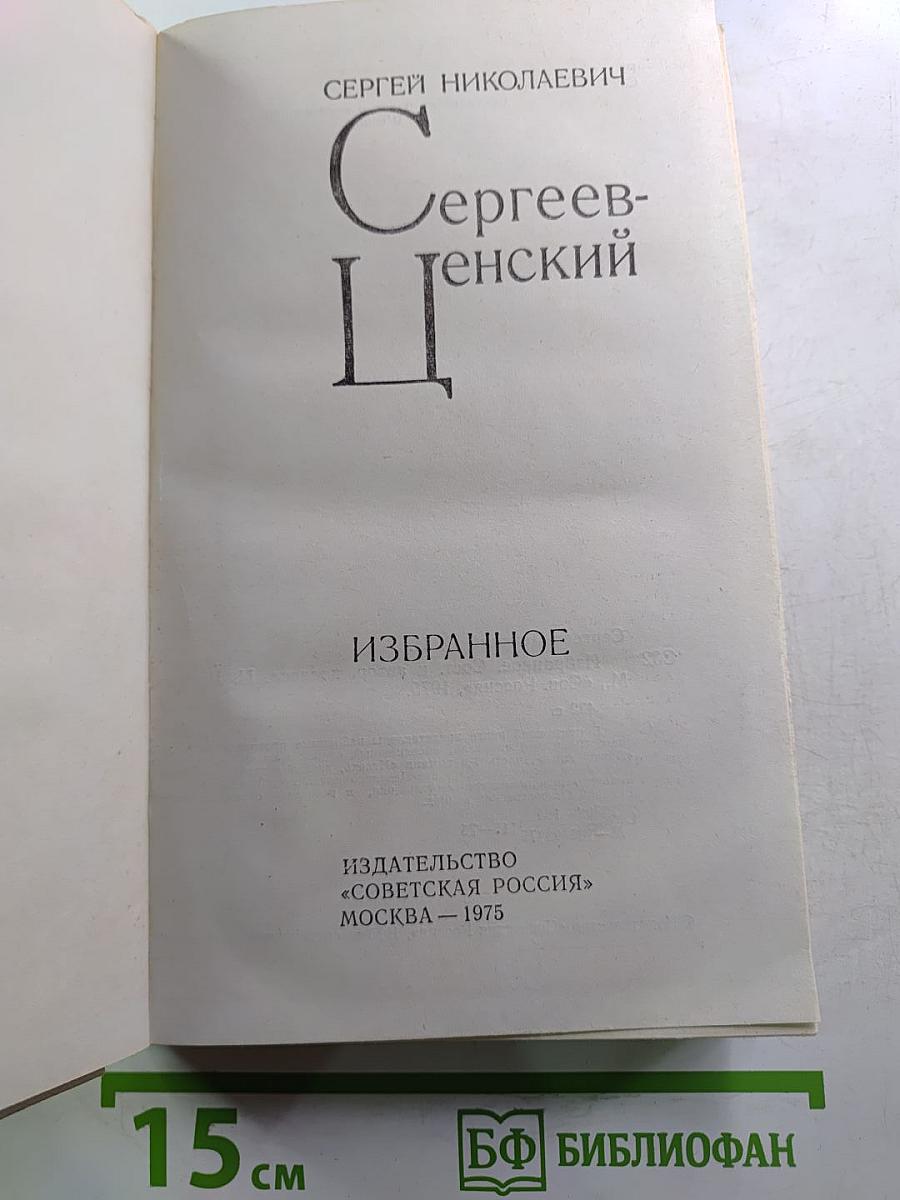 СЕРГЕЙ НИКОЛАЕВИЧ
Сергеев-
Ценский
ИЗБРАННОЕ
ИЗДАТЕЛЬСТВО
«СОВЕТСКАЯ РОССИЯ»
МОСКВА — 1975
15 см
БФ БИБЛИОФАН